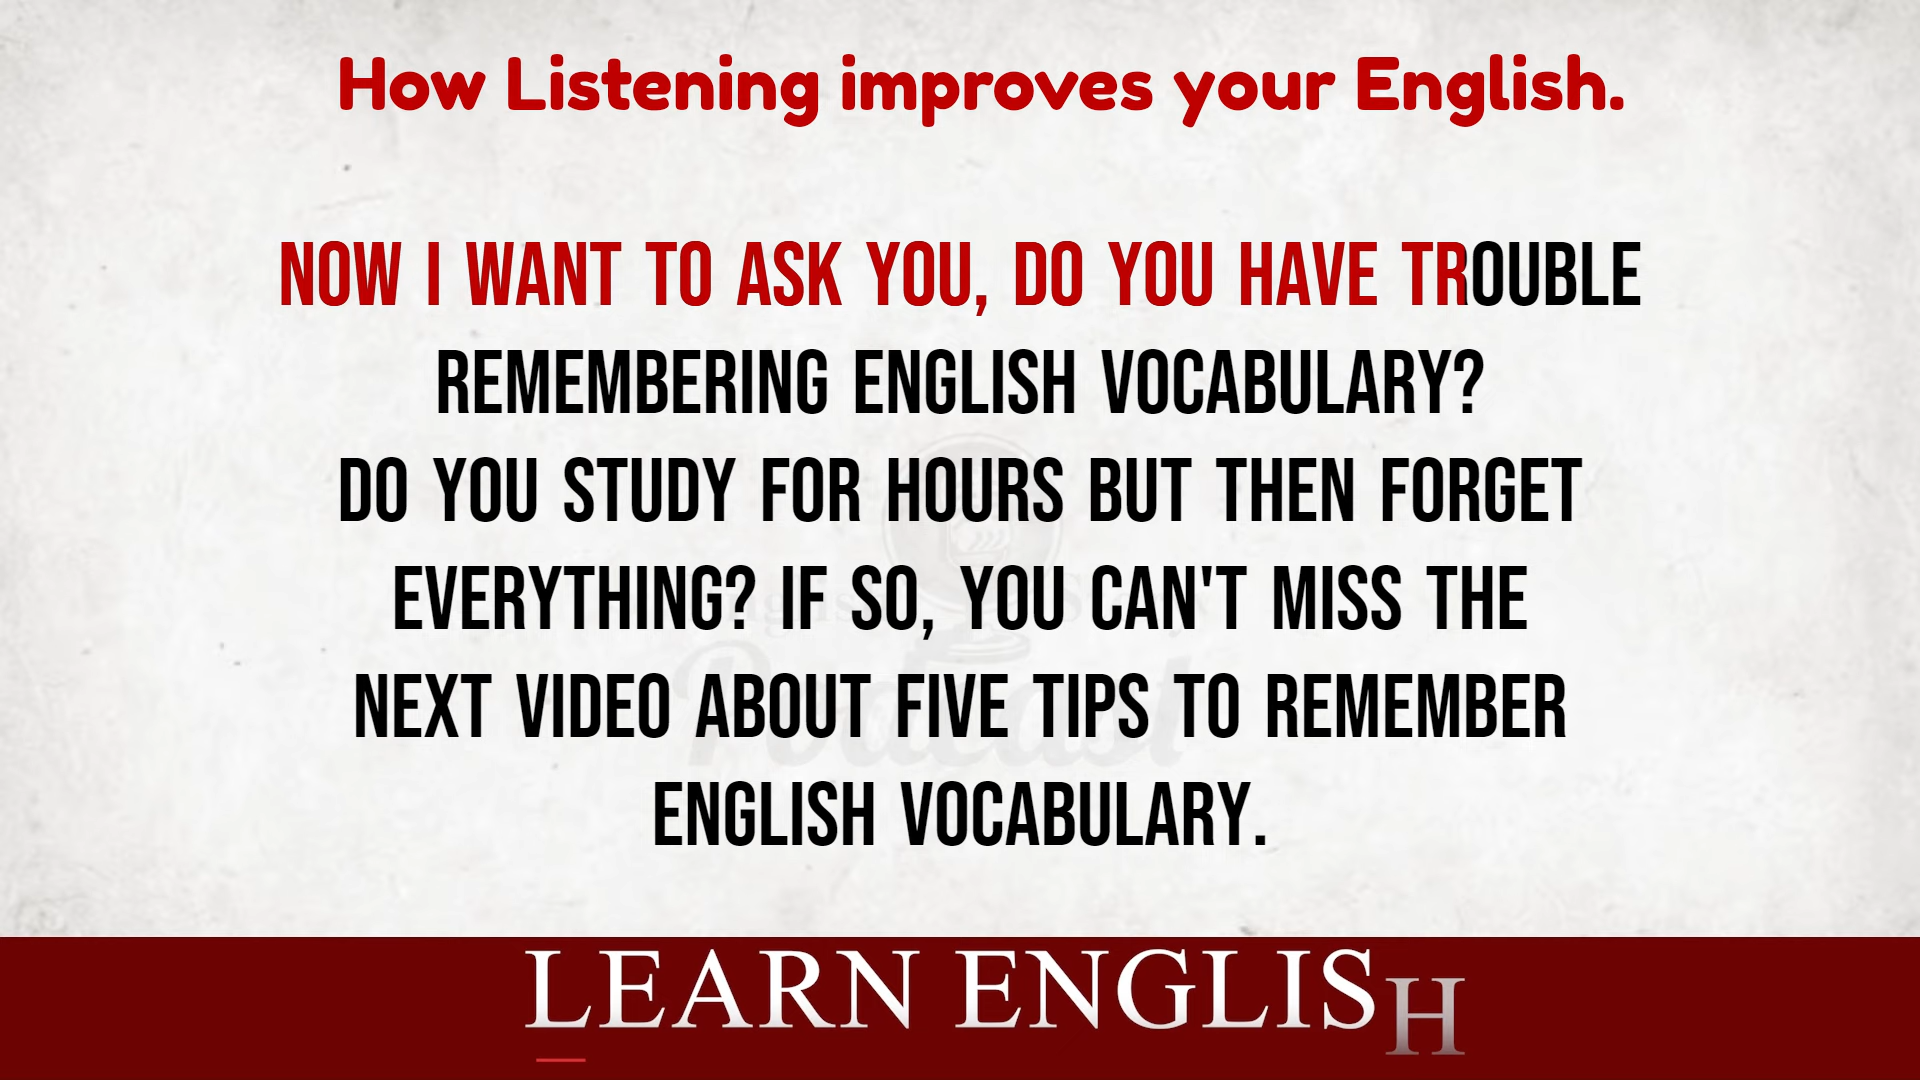 How Listening improves your English.
NOW I WANT TO ASK YOU, DO YOU HAVE TROUBLE
REMEMBERING ENGLISH VOCABULARY?
DO YOU STUDY FOR HOURS BUT THEN FORGET
EVERYTHING? IF SO, YOU CAN'T MISS THE
NEXT VIDEO ABOUT FIVE TIPS TO REMEMBER
ENGLISH VOCABULARY.
Podcast
LEARN ENGLISH